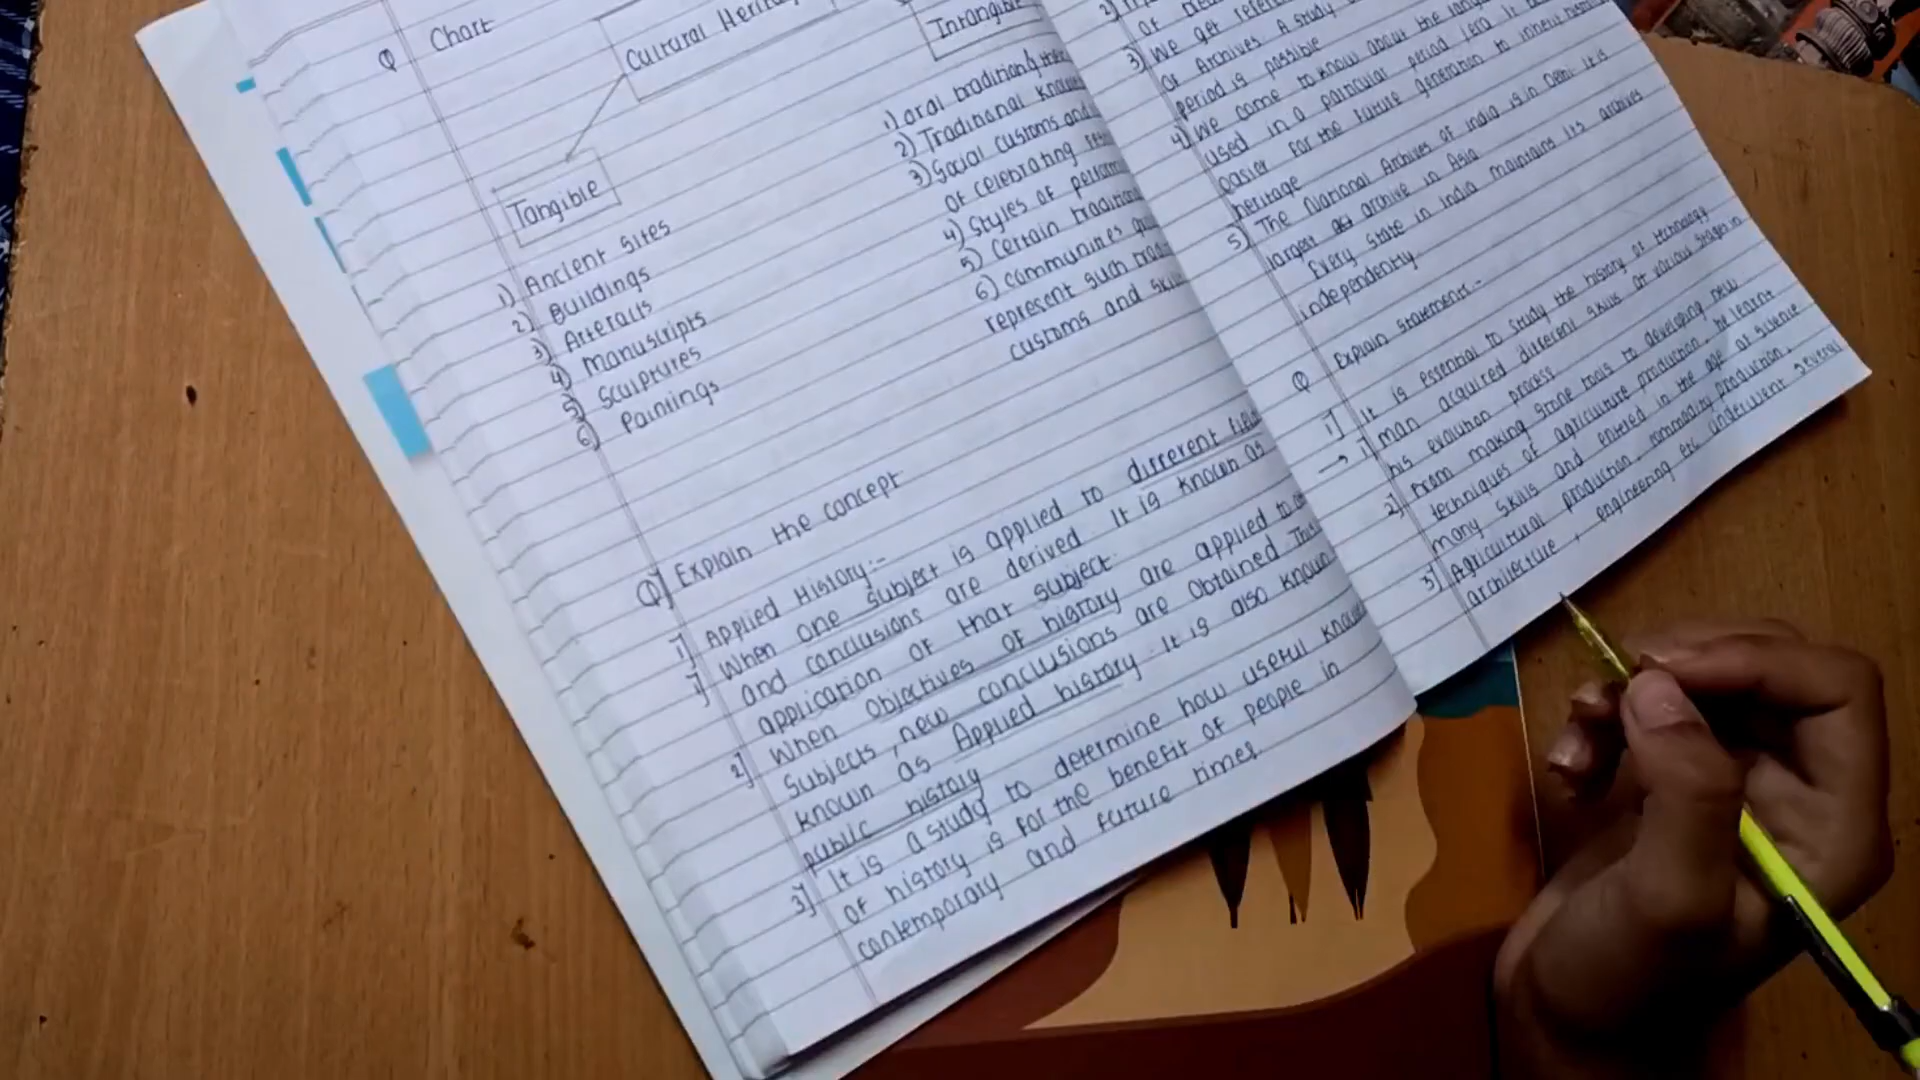 Q Chart
Cultural
Tangible
1) Ancient sites
2) Buildings
3) Artefacts
4) Manuscripts
5) Sculptures
6) Paintings
1) oral tradition &
2) Traditional
3) Social customs and
of celebrating
4) Styles of
5) Certain
6) communities
represent such
customs and
Q] Explain the concept
1] Applied History:-
1] When one subject is applied to different
and conclusions are derived. It is known as
application of that subject.
2] When objectives of history are applied to
subjects, new conclusions are obtained. This
known as Applied history. It is also known
public history
3] It is a study to determine how useful
of history is for the benefit of people in
contemporary and future times.
2)
of
3) We get
of Archives. A study
period is possible
4) We come to know about the
used in a particular period /era. It
easier for the future generation to
heritage
5) The National Archives of India is in Delhi. It is
largest archive in Asia
Every state in India maintains its archives
independently.
Q Explain statements:-
1] It is essential to study the history of technology
→ 1] man acquired different skills at various stages in
his evolution process
2] From making stone tools to developing new
techniques of agriculture production, he learnt
many skills and entered in the age of science
3] Agricultural production, commodity production,
architecture, engineering etc underwent several